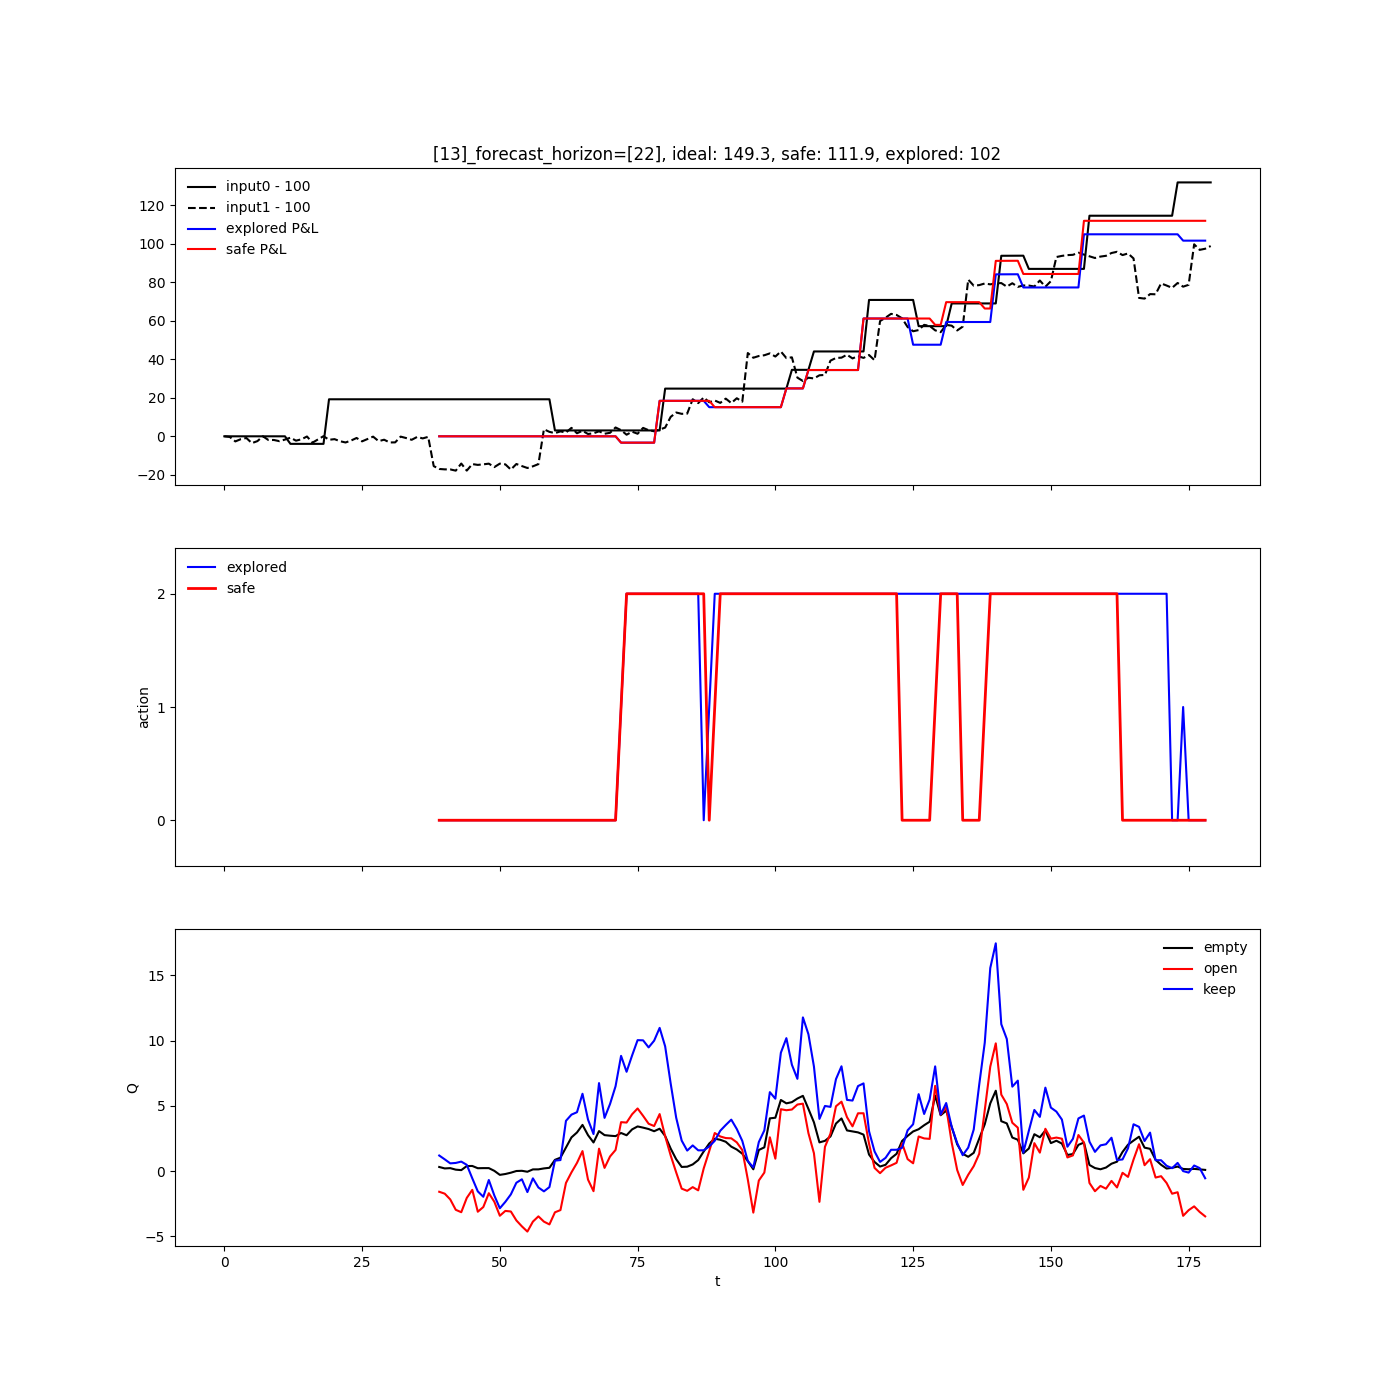 [13]_forecast_horizon=[22], ideal: 149.3, safe: 111.9, explored: 102
input0 - 100
input1 - 100
explored P&L
safe P&L
120
100
80
60
40
20
0
−20
explored
safe
2
1
0
action
empty
open
keep
15
10
5
0
−5
Q
0 25 50 75 100 125 150 175
t